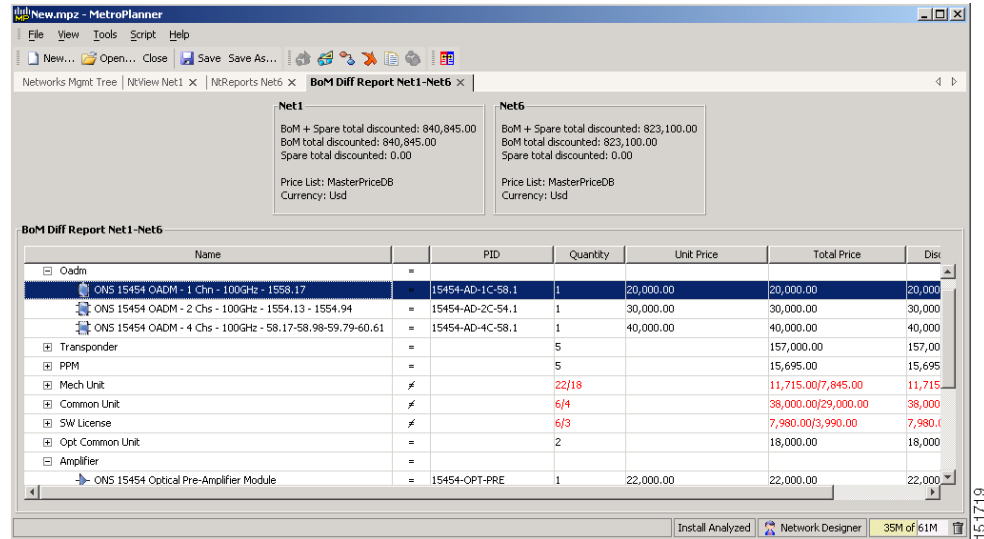 New.mpz - MetroPlanner
File View Tools Script Help
New... Open... Close Save Save As...
Networks Mgmt Tree NtView Net1 NtReports Net6 BoM Diff Report Net1-Net6
Net1
BoM + Spare total discounted: 840,845.00
BoM total discounted: 840,845.00
Spare total discounted: 0.00
Price List: MasterPriceDB
Currency: Usd
Net6
BoM + Spare total discounted: 823,100.00
BoM total discounted: 823,100.00
Spare total discounted: 0.00
Price List: MasterPriceDB
Currency: Usd
BoM Diff Report Net1-Net6
Name PID Quantity Unit Price Total Price Disc
Oadm =
ONS 15454 OADM - 1 Chn - 100GHz - 1558.17 = 15454-AD-1C-58.1 1 20,000.00 20,000.00 20,000
ONS 15454 OADM - 2 Chs - 100GHz - 1554.13 - 1554.94 = 15454-AD-2C-54.1 1 30,000.00 30,000.00 30,000
ONS 15454 OADM - 4 Chs - 100GHz - 58.17-58.98-59.79-60.61 = 15454-AD-4C-58.1 1 40,000.00 40,000.00 40,000
Transponder = 5 157,000.00 157,00
PPM = 5 15,695.00 15,695
Mech Unit ≠ 22/18 11,715.00/7,845.00 11,715
Common Unit ≠ 6/4 38,000.00/29,000.00 38,000
SW License ≠ 6/3 7,980.00/3,990.00 7,980.0
Opt Common Unit = 2 18,000.00 18,000
Amplifier =
ONS 15454 Optical Pre-Amplifier Module = 15454-OPT-PRE 1 22,000.00 22,000.00 22,000
Install Analyzed Network Designer 35M of 61M
151719